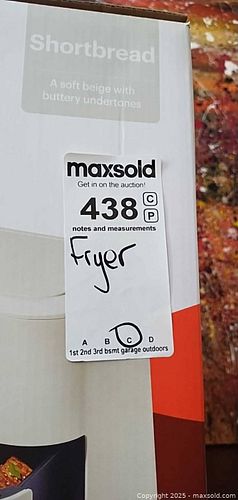 Shortbread
A soft beige with
buttery undertones
maxsold
Get in on the auction!
438 C
P
notes and measurements
Fryer
A B C D
1st 2nd 3rd bsmt garage outdoors
Copyright © 2025 - maxsold.com